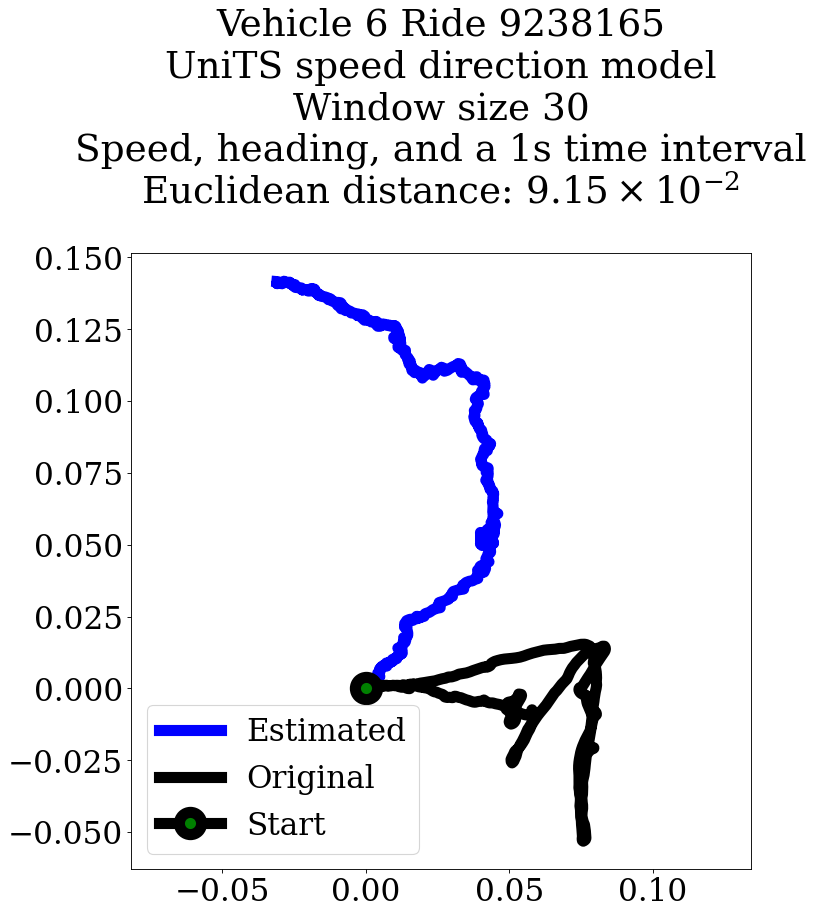 Vehicle 6 Ride 9238165
UniTS speed direction model
Window size 30
Speed, heading, and a 1s time interval
Euclidean distance: 9.15 × 10⁻²
0.150
0.125
0.100
0.075
0.050
0.025
0.000
−0.025
−0.050
Estimated
Original
Start
−0.05 0.00 0.05 0.10